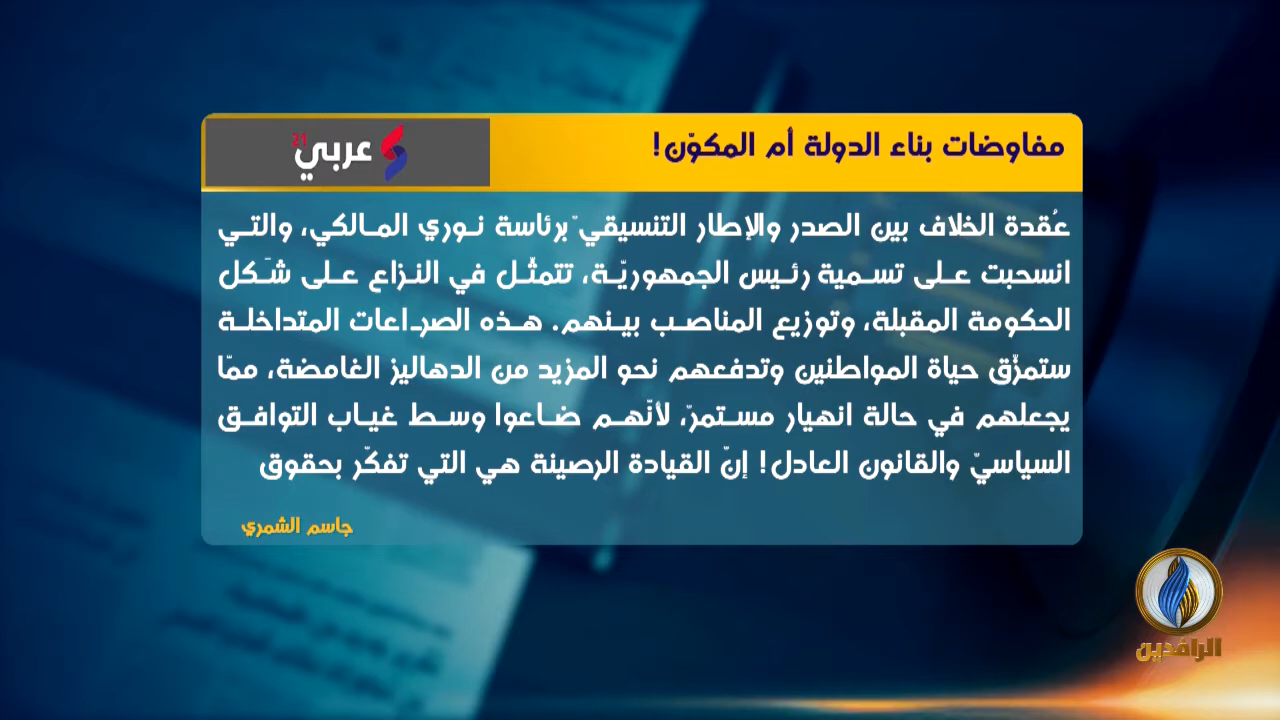 مفاوضات بناء الدولة أم المكوّن!
عربي21
عُقدة الخلاف بين الصدر والإطار التنسيقيّ برئاسة نوري المالكي، والتي
انسحبت على تسمية رئيس الجمهوريّة، تتمثّل في النزاع على شَكل
الحكومة المقبلة، وتوزيع المناصب بينهم. هذه الصراعات المتداخلة
ستمزّق حياة المواطنين وتدفعهم نحو المزيد من الدهاليز الغامضة، ممّا
يجعلهم في حالة انهيار مستمرّ، لأنّهم ضاعوا وسط غياب التوافق
السياسيّ والقانون العادل! إنّ القيادة الرصينة هي التي تفكّر بحقوق
جاسم الشمري
الرافدين